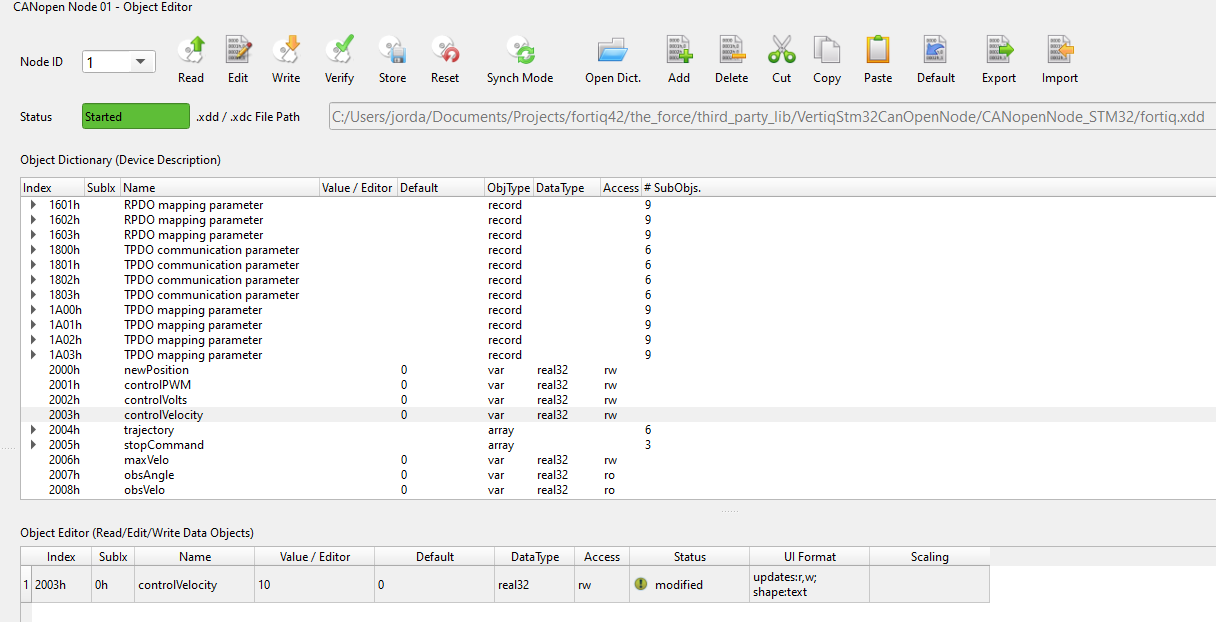 CANopen Node 01 - Object Editor
Node ID 1 Read Edit Write Verify Store Reset Synch Mode Open Dict. Add Delete Cut Copy Paste Default Export Import
Status Started .xdd / .xdc File Path C:/Users/jorda/Documents/Projects/fortiq42/the_force/third_party_lib/VertiqStm32CanOpenNode/CANopenNode_STM32/fortiq.xdd
Object Dictionary (Device Description)
Index SubIx Name Value / Editor Default ObjType DataType Access # SubObjs.
1601h RPDO mapping parameter record 9
1602h RPDO mapping parameter record 9
1603h RPDO mapping parameter record 9
1800h TPDO communication parameter record 6
1801h TPDO communication parameter record 6
1802h TPDO communication parameter record 6
1803h TPDO communication parameter record 6
1A00h TPDO mapping parameter record 9
1A01h TPDO mapping parameter record 9
1A02h TPDO mapping parameter record 9
1A03h TPDO mapping parameter record 9
2000h newPosition 0 var real32 rw
2001h controlPWM 0 var real32 rw
2002h controlVolts 0 var real32 rw
2003h controlVelocity 0 var real32 rw
2004h trajectory array 6
2005h stopCommand array 3
2006h maxVelo 0 var real32 rw
2007h obsAngle 0 var real32 ro
2008h obsVelo 0 var real32 ro
Object Editor (Read/Edit/Write Data Objects)
Index SubIx Name Value / Editor Default DataType Access Status UI Format Scaling
1 2003h 0h controlVelocity 10 0 real32 rw modified updates:r,w;
shape:text